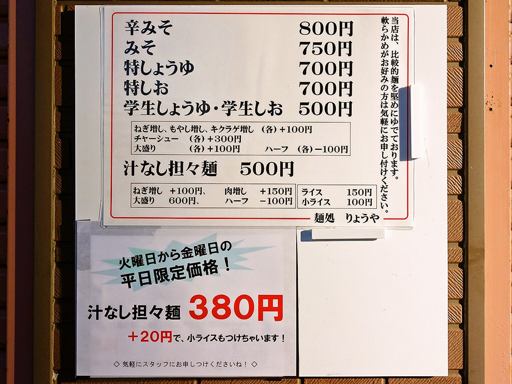 辛みそ 800円
みそ 750円
特しょうゆ 700円
特しお 700円
学生しょうゆ・学生しお 500円
ねぎ増し、もやし増し、キクラゲ増し (各)+100円
チャーシュー (各)+300円
大盛り (各)+100円 ハーフ (各)−100円
汁なし担々麺 500円
ねぎ増し +100円、 肉増し +150円
大盛り 600円、 ハーフ −100円
ライス 150円
小ライス 100円
麺処 りょうや
当店は、比較的麺を堅めにゆでております。
軟らかめがお好みの方は気軽にお申し付けください。
火曜日から金曜日の
平日限定価格！
汁なし担々麺 380円
+20円で、小ライスもつけちゃいます！
◇ 気軽にスタッフにお申しつけくださいね！ ◇